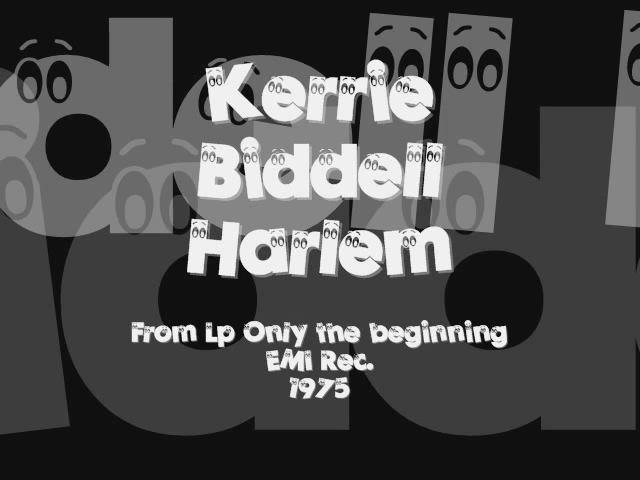 Kerrie
Biddell
Harlem
From Lp Only the beginning
EMI Rec.
1975